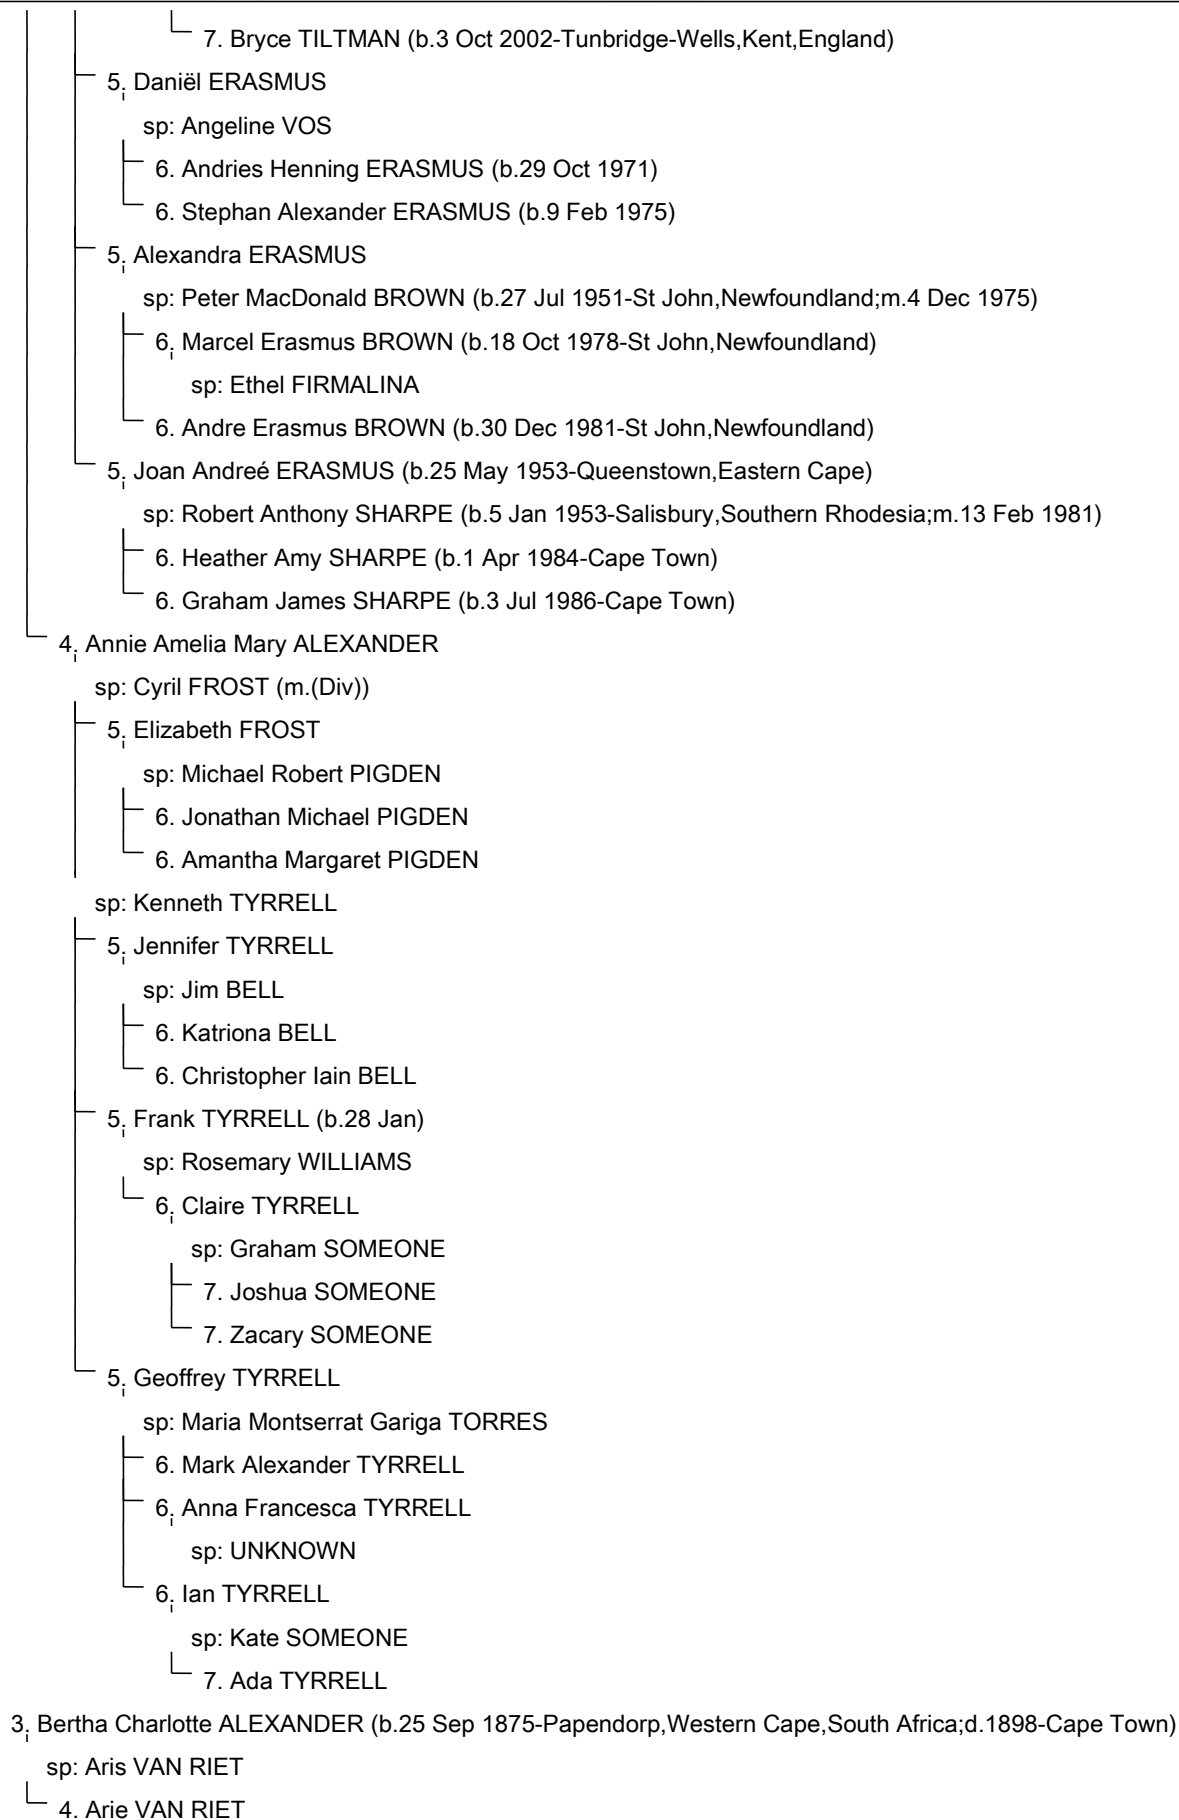 7. Bryce TILTMAN (b.3 Oct 2002-Tunbridge-Wells,Kent,England)
5. Daniël ERASMUS
sp: Angeline VOS
6. Andries Henning ERASMUS (b.29 Oct 1971)
6. Stephan Alexander ERASMUS (b.9 Feb 1975)
5. Alexandra ERASMUS
sp: Peter MacDonald BROWN (b.27 Jul 1951-St John,Newfoundland;m.4 Dec 1975)
6. Marcel Erasmus BROWN (b.18 Oct 1978-St John,Newfoundland)
sp: Ethel FIRMALINA
6. Andre Erasmus BROWN (b.30 Dec 1981-St John,Newfoundland)
5. Joan Andreé ERASMUS (b.25 May 1953-Queenstown,Eastern Cape)
sp: Robert Anthony SHARPE (b.5 Jan 1953-Salisbury,Southern Rhodesia;m.13 Feb 1981)
6. Heather Amy SHARPE (b.1 Apr 1984-Cape Town)
6. Graham James SHARPE (b.3 Jul 1986-Cape Town)
4. Annie Amelia Mary ALEXANDER
sp: Cyril FROST (m.(Div))
5. Elizabeth FROST
sp: Michael Robert PIGDEN
6. Jonathan Michael PIGDEN
6. Amantha Margaret PIGDEN
sp: Kenneth TYRRELL
5. Jennifer TYRRELL
sp: Jim BELL
6. Katriona BELL
6. Christopher Iain BELL
5. Frank TYRRELL (b.28 Jan)
sp: Rosemary WILLIAMS
6. Claire TYRRELL
sp: Graham SOMEONE
7. Joshua SOMEONE
7. Zacary SOMEONE
5. Geoffrey TYRRELL
sp: Maria Montserrat Gariga TORRES
6. Mark Alexander TYRRELL
6. Anna Francesca TYRRELL
sp: UNKNOWN
6. Ian TYRRELL
sp: Kate SOMEONE
7. Ada TYRRELL
3. Bertha Charlotte ALEXANDER (b.25 Sep 1875-Papendorp,Western Cape,South Africa;d.1898-Cape Town)
sp: Aris VAN RIET
4. Arie VAN RIET